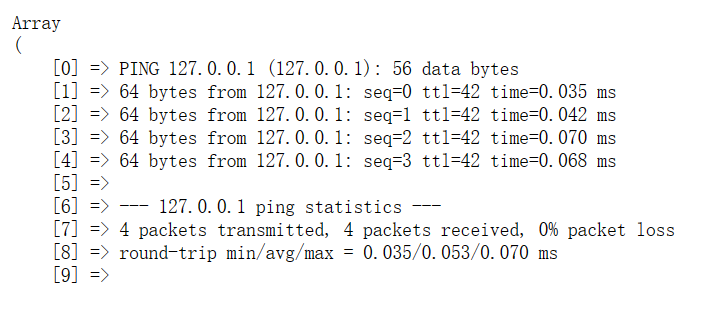 Array
(
[0] => PING 127.0.0.1 (127.0.0.1): 56 data bytes
[1] => 64 bytes from 127.0.0.1: seq=0 ttl=42 time=0.035 ms
[2] => 64 bytes from 127.0.0.1: seq=1 ttl=42 time=0.042 ms
[3] => 64 bytes from 127.0.0.1: seq=2 ttl=42 time=0.070 ms
[4] => 64 bytes from 127.0.0.1: seq=3 ttl=42 time=0.068 ms
[5] =>
[6] => --- 127.0.0.1 ping statistics ---
[7] => 4 packets transmitted, 4 packets received, 0% packet loss
[8] => round-trip min/avg/max = 0.035/0.053/0.070 ms
[9] =>